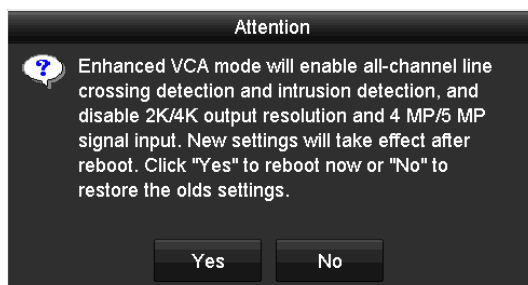 Attention
?
Enhanced VCA mode will enable all-channel line
crossing detection and intrusion detection, and
disable 2K/4K output resolution and 4 MP/5 MP
signal input. New settings will take effect after
reboot. Click "Yes" to reboot now or "No" to
restore the olds settings.
Yes
No